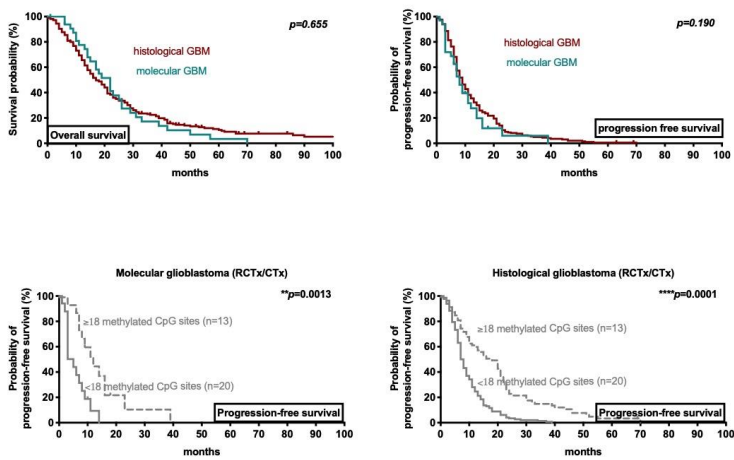 p=0.655
histological GBM
molecular GBM
Overall survival
Survival probability (%)
100
80
60
40
20
0
0 10 20 30 40 50 60 70 80 90 100
months
p=0.190
histological GBM
molecular GBM
progression free survival
Probability of
progression-free survival (%)
100
80
60
40
20
0
0 10 20 30 40 50 60 70 80 90 100
months
Molecular glioblastoma (RCTx/CTx)
**p=0.0013
≥18 methylated CpG sites (n=13)
<18 methylated CpG sites (n=20)
Progression-free survival
Probability of
progression-free survival (%)
100
80
60
40
20
0
0 10 20 30 40 50 60 70 80 90 100
months
Histological glioblastoma (RCTx/CTx)
****p=0.0001
≥18 methylated CpG sites (n=13)
<18 methylated CpG sites (n=20)
Progression-free survival
Probability of
progression-free survival (%)
100
80
60
40
20
0
0 10 20 30 40 50 60 70 80 90 100
months